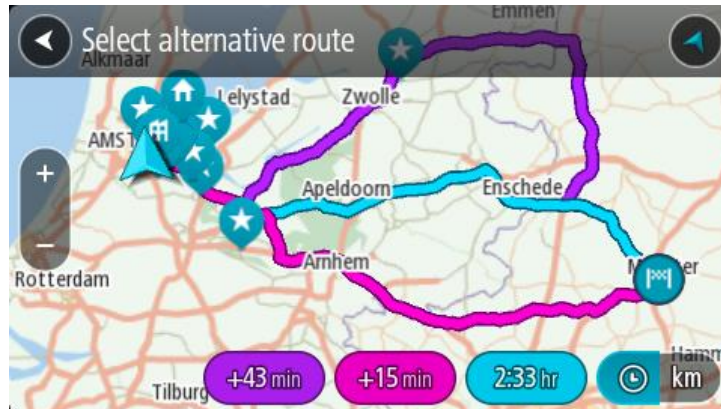 Emmen
Select alternative route
Alkmaar
Lelystad
Zwolle
+
Apeldoorn
Enschede
−
Arnhem
Rotterdam
+43 min
+15 min
2:33 hr
km
Tilburg